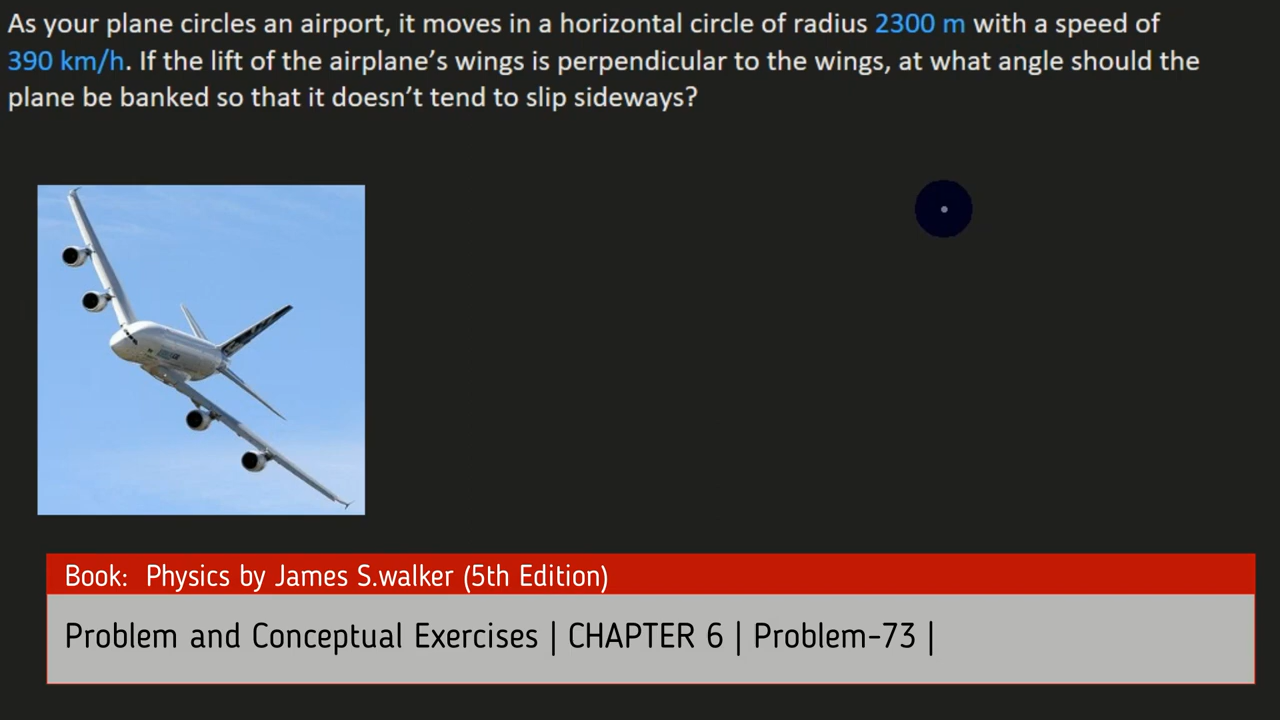 As your plane circles an airport, it moves in a horizontal circle of radius 2300 m with a speed of
390 km/h. If the lift of the airplane’s wings is perpendicular to the wings, at what angle should the
plane be banked so that it doesn’t tend to slip sideways?
Book: Physics by James S.walker (5th Edition)
Problem and Conceptual Exercises | CHAPTER 6 | Problem-73 |